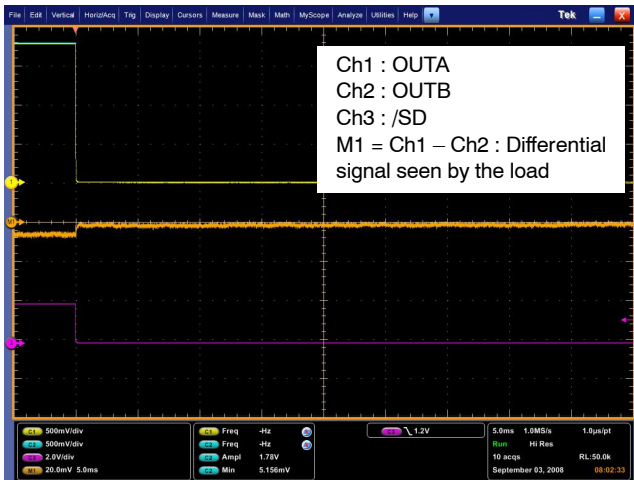 File Edit Vertical Horiz/Acq Trig Display Cursors Measure Mask Math MyScope Analyze Utilities Help Tek X
Ch1 : OUTA
Ch2 : OUTB
Ch3 : /SD
M1 = Ch1 – Ch2 : Differential
signal seen by the load
1
M1
3
C1 500mV/div
C2 500mV/div
C3 2.0V/div
M1 20.0mV 5.0ms
C1 Freq -Hz
C2 Freq -Hz
C2 Ampl 1.78V
C2 Min 5.156mV
C3 1.2V
5.0ms 1.0MS/s 1.0µs/pt
Run Hi Res
10 acqs RL:50.0k
September 03, 2008 08:02:33